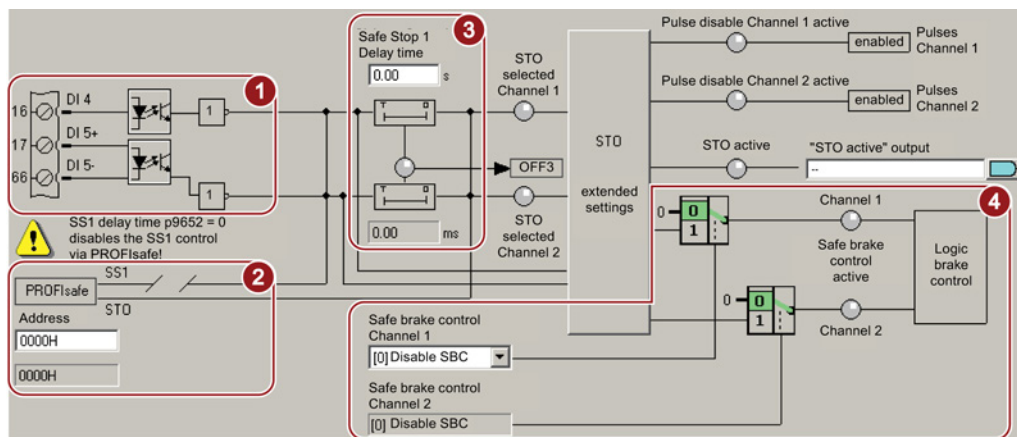 1
16
DI 4
1
17
DI 5+
66
DI 5-
1
SS1 delay time p9652 = 0
disables the SS1 control
via PROFIsafe!
2
PROFIsafe
SS1
STO
Address
0000H
0000H
3
Safe Stop 1
Delay time
0.00 s
T 0
T 0
0.00 ms
STO
selected
Channel 1
OFF3
STO
selected
Channel 2
STO
extended
settings
Pulse disable Channel 1 active
enabled
Pulses
Channel 1
Pulse disable Channel 2 active
enabled
Pulses
Channel 2
STO active
"STO active" output
--
4
0
0
1
Channel 1
Safe brake
control
active
0
0
1
Channel 2
Logic
brake
control
Safe brake control
Channel 1
[0] Disable SBC
Safe brake control
Channel 2
[0] Disable SBC